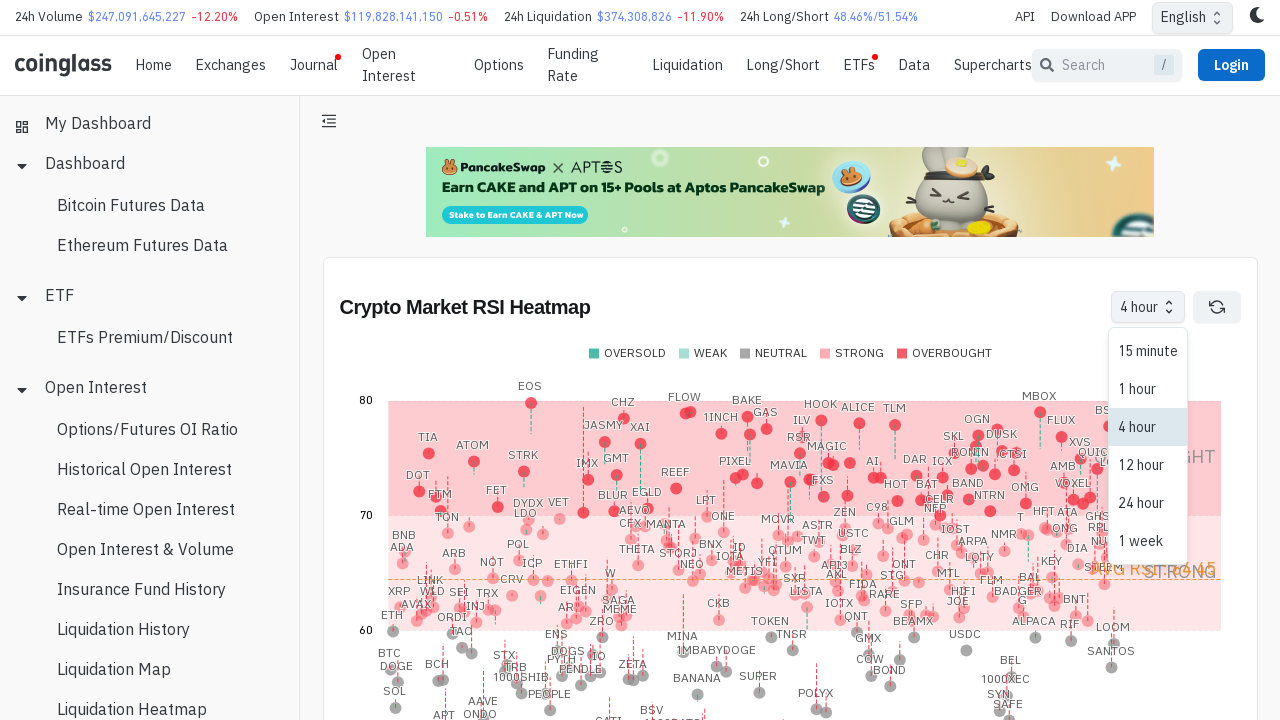 24h Volume $247,091,645,227 -12.20% Open Interest $119,828,141,150 -0.51% 24h Liquidation $374,308,826 -11.90% 24h Long/Short 48.46%/51.54% API Download APP English
coinglass Home Exchanges Journal Open Interest Options Funding Rate Liquidation Long/Short ETFs Data Supercharts Search / Login
My Dashboard
Dashboard
Bitcoin Futures Data
Ethereum Futures Data
ETF
ETFs Premium/Discount
Open Interest
Options/Futures OI Ratio
Historical Open Interest
Real-time Open Interest
Open Interest & Volume
Insurance Fund History
Liquidation History
Liquidation Map
Liquidation Heatmap
PancakeSwap × APTOS
Earn CAKE and APT on 15+ Pools at Aptos PancakeSwap
Stake to Earn CAKE & APT Now
Crypto Market RSI Heatmap
4 hour
15 minute
1 hour
4 hour
12 hour
24 hour
1 week
OVERSOLD WEAK NEUTRAL STRONG OVERBOUGHT
80
70
60
EOS
CHZ
FLOW
BAKE
HOOK
ALICE
TLM
MBOX
TIA
JASMY
XAI
1INCH
GAS
ILV
OGN
FLUX
ATOM
RSR
MAGIC
SKL
DUSK
XVS
DOT
STRK
IMX
GMT
REEF
PIXEL
MAVIA
AI
DAR
ICX
RONIN
CTSI
AMB
FTM
FET
BLUR
EGLD
LPT
FXS
HOT
BAT
BAND
OMG
VOXEL
TON
DYDX
LDO
VET
AEVO
CFX
MANTA
ONE
MOVR
ASTR
ZEN
C98
CELR
NFP
NTRN
T
HFT
ATA
BNB
ADA
ARB
POL
THETA
STORJ
BNX
ID
IOTA
QTUM
TWT
USTC
BLZ
GLM
IOST
ARPA
NMR
ONG
DIA
NOT
ICP
ETHFI
NEO
METIS
YFI
API3
AKL
ONT
CHR
LQTY
KEY
XRP
LINK
WLD
SEI
TRX
CRV
W
EIGEN
SXP
LISTA
FIDA
RARE
STG
MTL
HIFI
FLM
BAL
BADGER
ETH
AVAX
ORDI
INJ
AR
SAGA
MEME
CKB
IOTX
SFP
JOE
G
BNT
TAO
ENS
ZRO
MINA
TOKEN
TNSR
QNT
BEAMX
USDC
ALPACA
RIF
LOOM
BTC
DOGE
BCH
STX
TRB
DOGS
PYTH
IO
ZETA
1MBABYDOGE
GMX
CQW
BEL
SANTOS
SOL
1000SHIB
PENDLE
BANANA
SUPER
BOND
1000XEC
APT
AAVE
ONDO
PEOPLE
BSV
POLYX
SYN
SAFE
STRONG